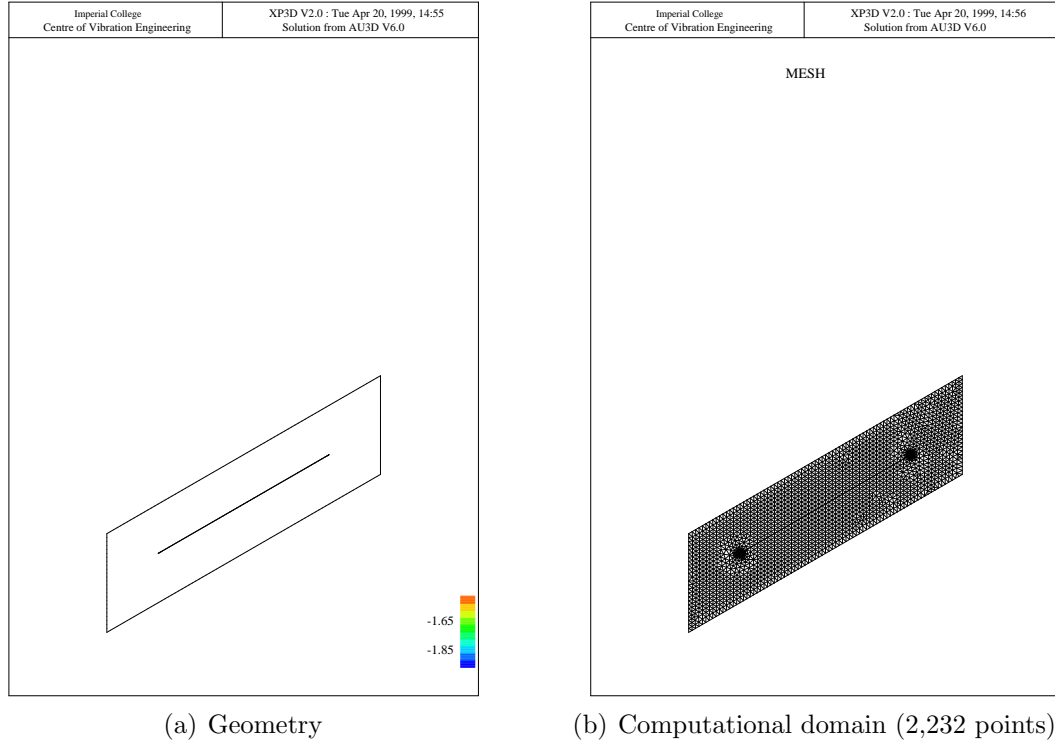 Imperial College
Centre of Vibration Engineering
XP3D V2.0 : Tue Apr 20, 1999, 14:55
Solution from AU3D V6.0
-1.65
-1.85
(a) Geometry
Imperial College
Centre of Vibration Engineering
XP3D V2.0 : Tue Apr 20, 1999, 14:56
Solution from AU3D V6.0
MESH
(b) Computational domain (2,232 points)